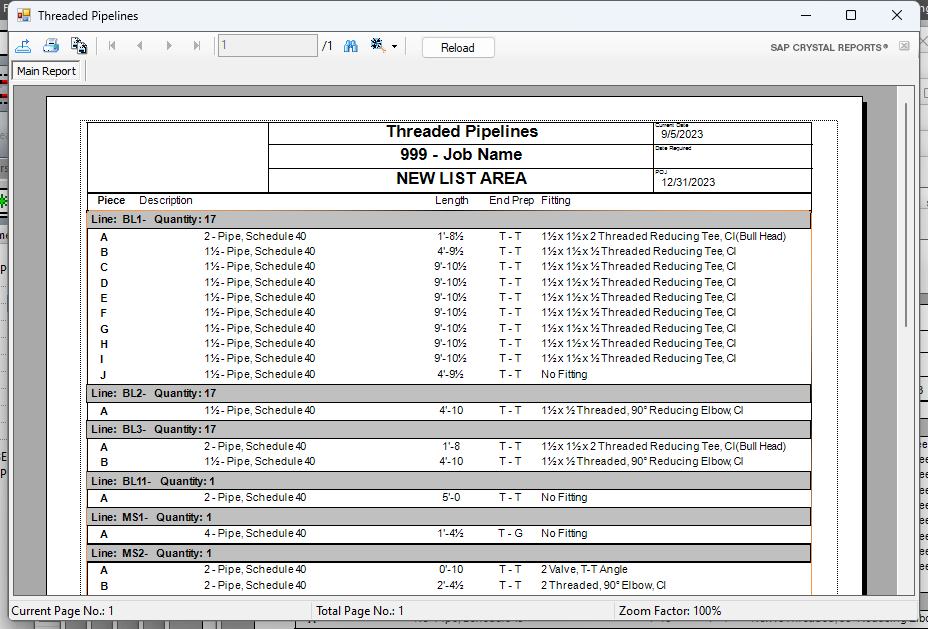 Threaded Pipelines
1 /1 Reload SAP CRYSTAL REPORTS®
Main Report
Threaded Pipelines
Current Date
9/5/2023
999 - Job Name
Date Required
NEW LIST AREA
12/31/2023
Piece Description Length End Prep Fitting
Line: BL1- Quantity: 17
A 2 - Pipe, Schedule 40 1'-8½ T - T 1½ x 1½ x 2 Threaded Reducing Tee, CI (Bull Head)
B 1½ - Pipe, Schedule 40 4'-9½ T - T 1½ x 1½ x ½ Threaded Reducing Tee, CI
C 1½ - Pipe, Schedule 40 9'-10½ T - T 1½ x 1½ x ½ Threaded Reducing Tee, CI
D 1½ - Pipe, Schedule 40 9'-10½ T - T 1½ x 1½ x ½ Threaded Reducing Tee, CI
E 1½ - Pipe, Schedule 40 9'-10½ T - T 1½ x 1½ x ½ Threaded Reducing Tee, CI
F 1½ - Pipe, Schedule 40 9'-10½ T - T 1½ x 1½ x ½ Threaded Reducing Tee, CI
G 1½ - Pipe, Schedule 40 9'-10½ T - T 1½ x 1½ x ½ Threaded Reducing Tee, CI
H 1½ - Pipe, Schedule 40 9'-10½ T - T 1½ x 1½ x ½ Threaded Reducing Tee, CI
I 1½ - Pipe, Schedule 40 9'-10½ T - T 1½ x 1½ x ½ Threaded Reducing Tee, CI
J 1½ - Pipe, Schedule 40 4'-9½ T - T No Fitting
Line: BL2- Quantity: 17
A 1½ - Pipe, Schedule 40 4'-10 T - T 1½ x ½ Threaded, 90° Reducing Elbow, CI
Line: BL3- Quantity: 17
A 2 - Pipe, Schedule 40 1'-8 T - T 1½ x 1½ x 2 Threaded Reducing Tee, CI (Bull Head)
B 1½ - Pipe, Schedule 40 4'-10 T - T 1½ x ½ Threaded, 90° Reducing Elbow, CI
Line: BL11- Quantity: 1
A 2 - Pipe, Schedule 40 5'-0 T - T No Fitting
Line: MS1- Quantity: 1
A 4 - Pipe, Schedule 40 1'-4½ T - G No Fitting
Line: MS2- Quantity: 1
A 2 - Pipe, Schedule 40 0'-10 T - T 2 Valve, T-T Angle
B 2 - Pipe, Schedule 40 2'-4½ T - T 2 Threaded, 90° Elbow, CI
Current Page No.: 1 Total Page No.: 1 Zoom Factor: 100%